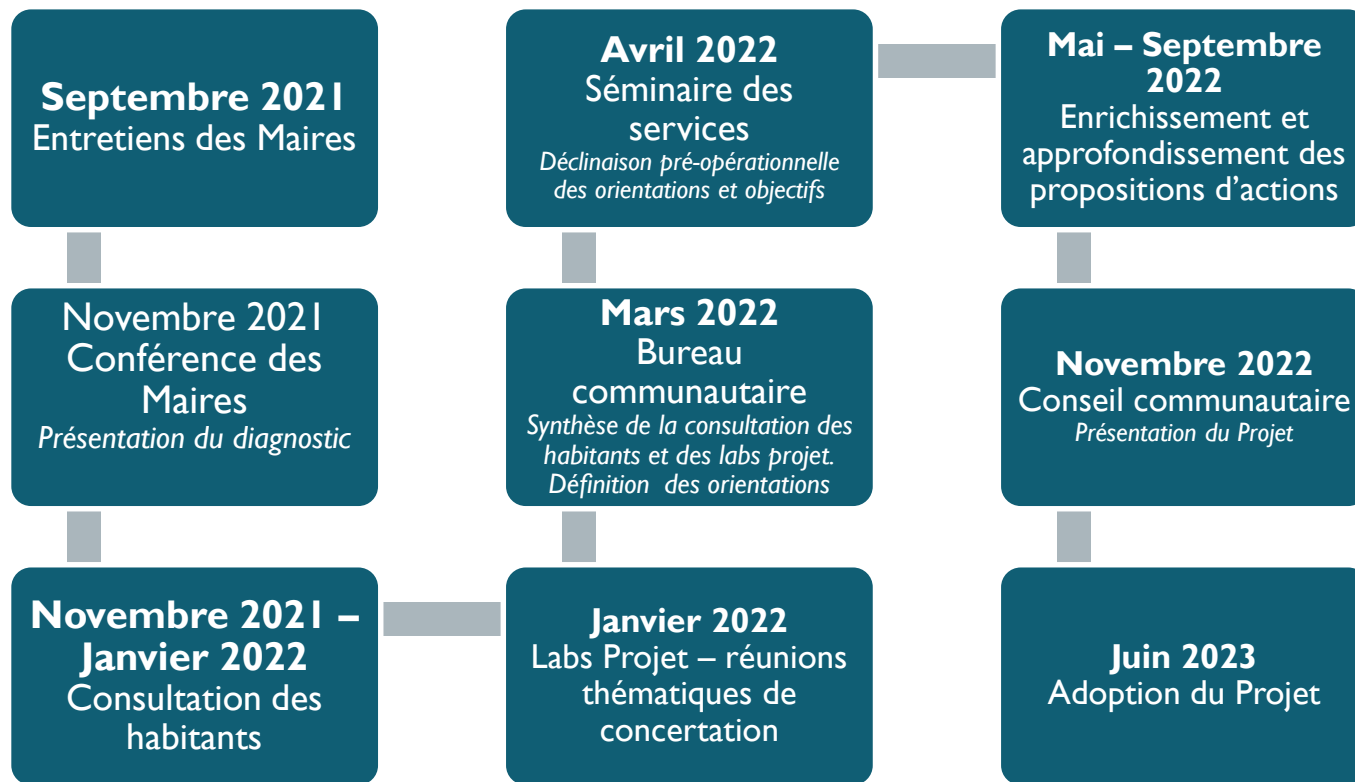 Septembre 2021
Entretiens des Maires
Novembre 2021
Conférence des
Maires
Présentation du diagnostic
Novembre 2021 –
Janvier 2022
Consultation des
habitants
Janvier 2022
Labs Projet – réunions
thématiques de
concertation
Mars 2022
Bureau
communautaire
Synthèse de la consultation des
habitants et des labs projet.
Définition des orientations
Avril 2022
Séminaire des
services
Déclinaison pré-opérationnelle
des orientations et objectifs
Mai – Septembre
2022
Enrichissement et
approfondissement des
propositions d’actions
Novembre 2022
Conseil communautaire
Présentation du Projet
Juin 2023
Adoption du Projet